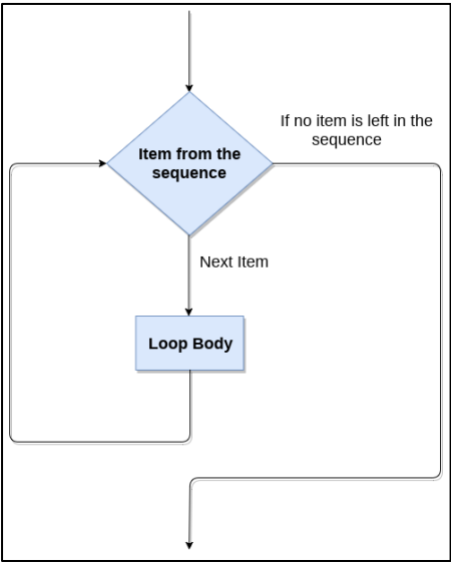 If no item is left in the
sequence
Item from the
sequence
Next Item
Loop Body